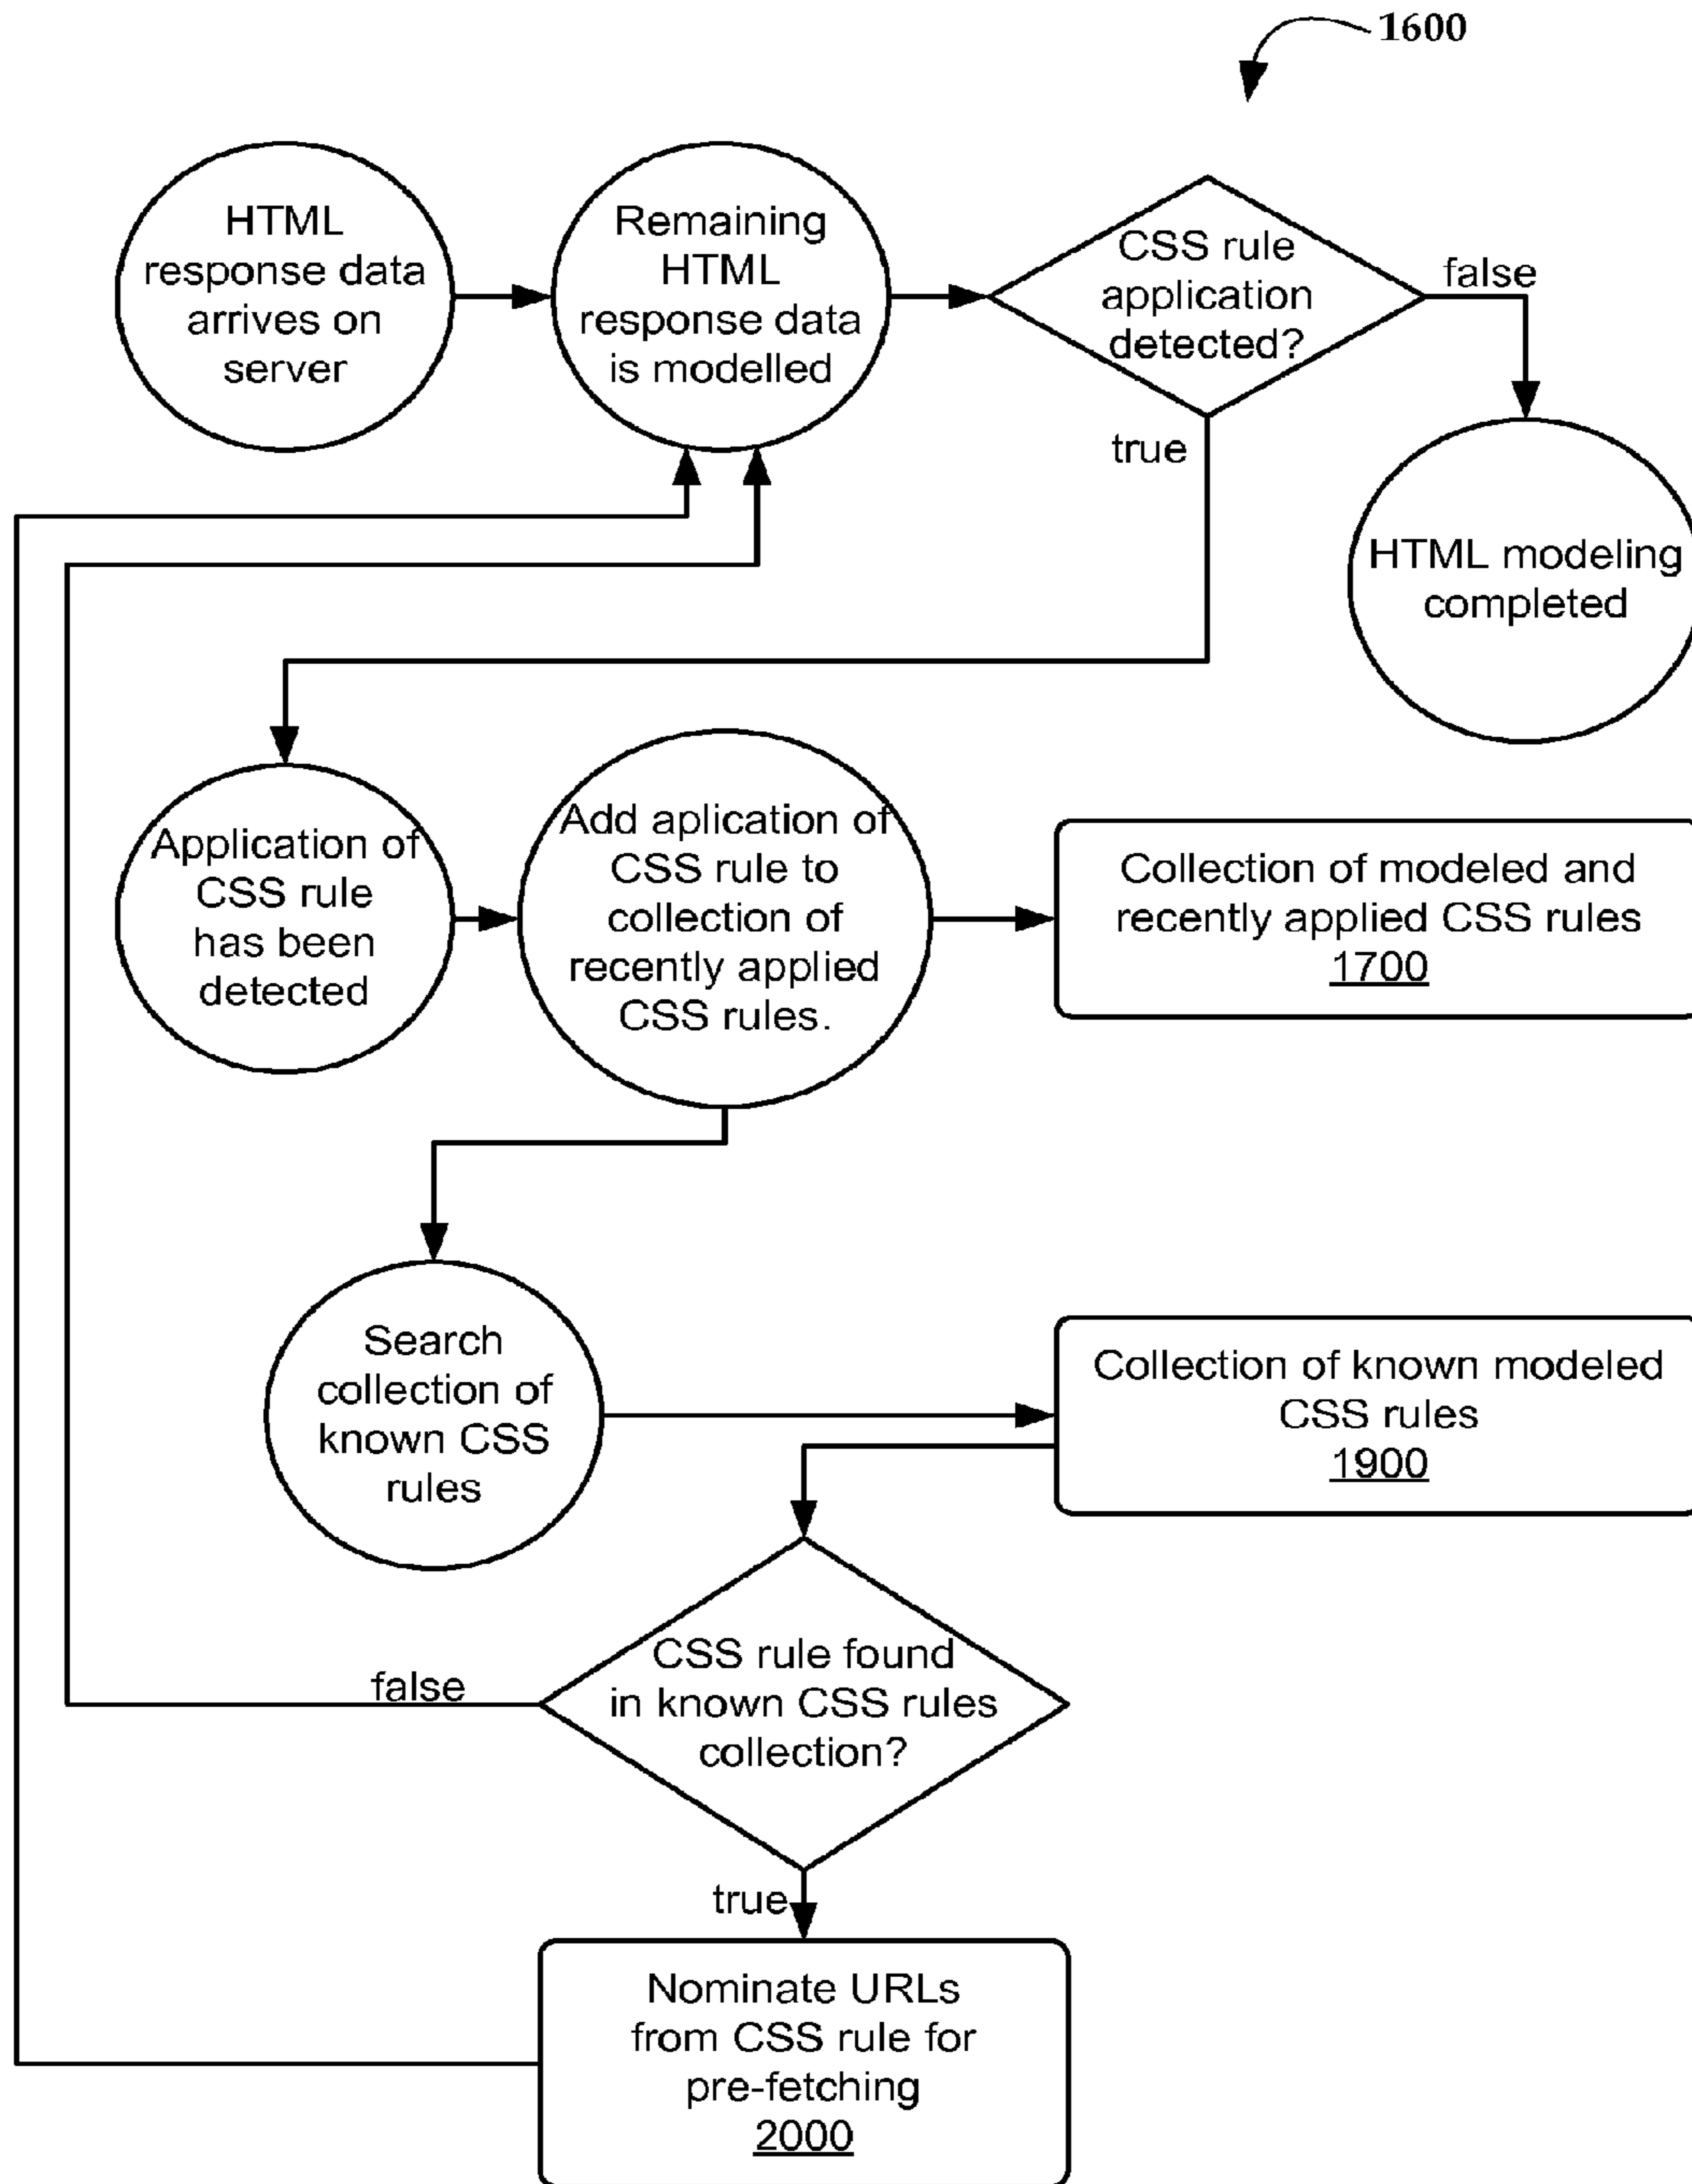 1600
HTML
response data
arrives on
server
Remaining
HTML
response data
is modelled
CSS rule
application
detected?
false
true
HTML modeling
completed
Application of
CSS rule
has been
detected
Add aplication of
CSS rule to
collection of
recently applied
CSS rules.
Collection of modeled and
recently applied CSS rules
1700
Search
collection of
known CSS
rules
Collection of known modeled
CSS rules
1900
CSS rule found
in known CSS rules
collection?
false
true
Nominate URLs
from CSS rule for
pre-fetching
2000